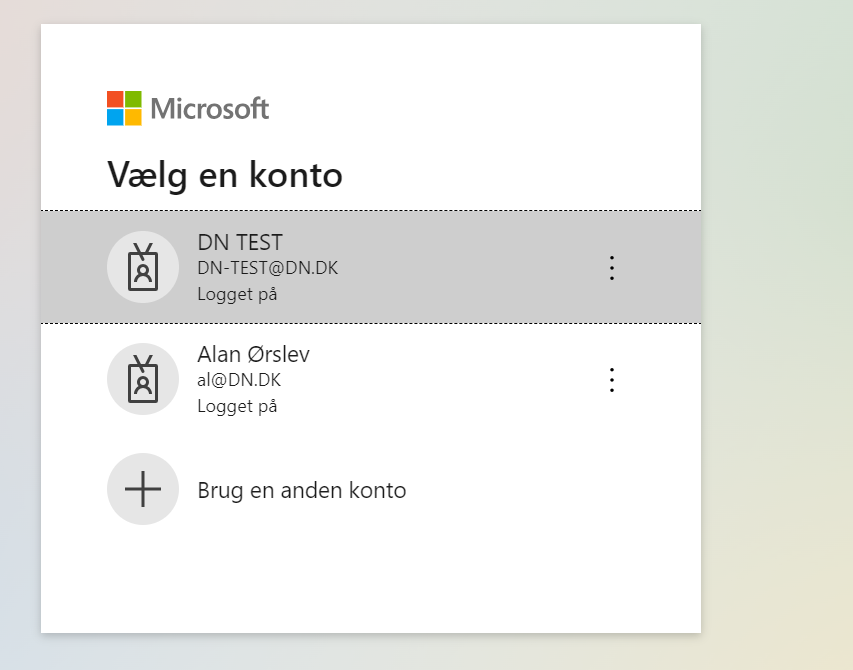 Microsoft
Vælg en konto
DN TEST
DN-TEST@DN.DK
Logget på
Alan Ørslev
al@DN.DK
Logget på
Brug en anden konto